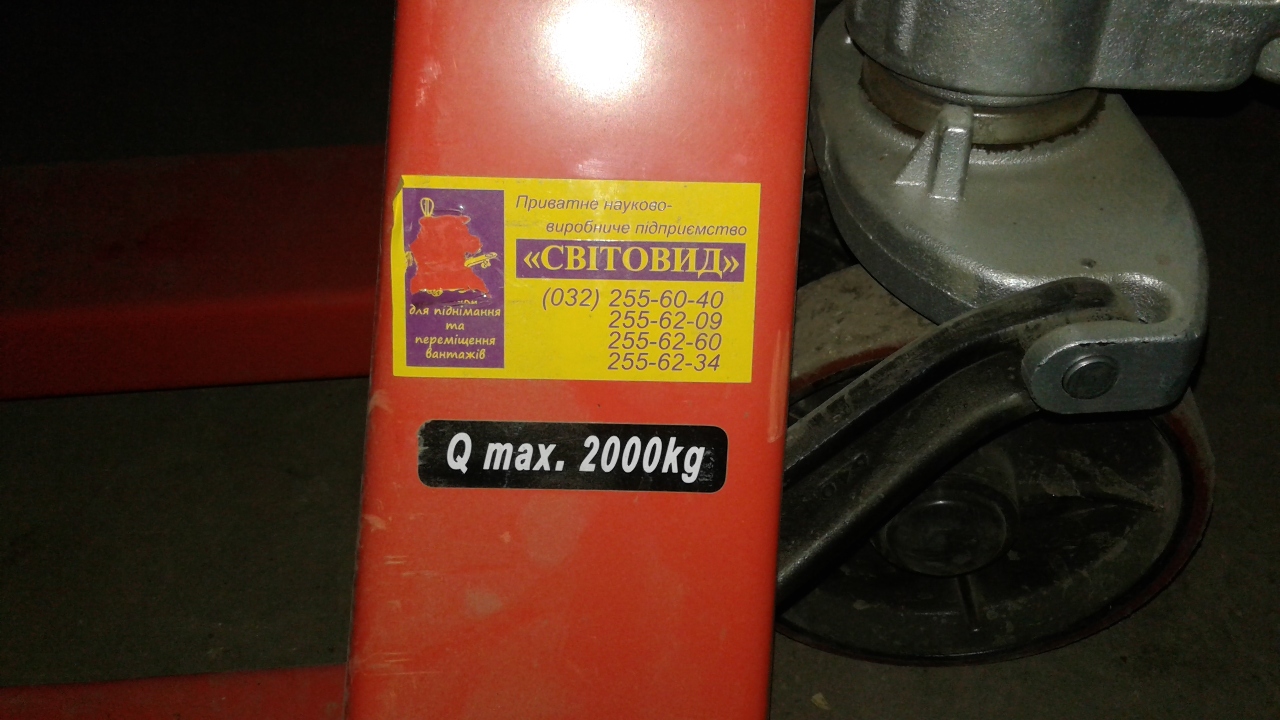 Приватне науково-
виробниче підприємство
«СВІТОВИД»
(032) 255-60-40
255-62-09
255-62-60
255-62-34
для піднімання
та
переміщення
вантажів
Q max. 2000kg